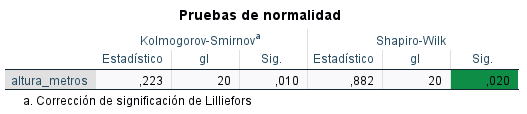 Pruebas de normalidad
Kolmogorov-Smirnovᵃ Shapiro-Wilk
Estadístico gl Sig. Estadístico gl Sig.
altura_metros ,223 20 ,010 ,882 20 ,020
a. Corrección de significación de Lilliefors